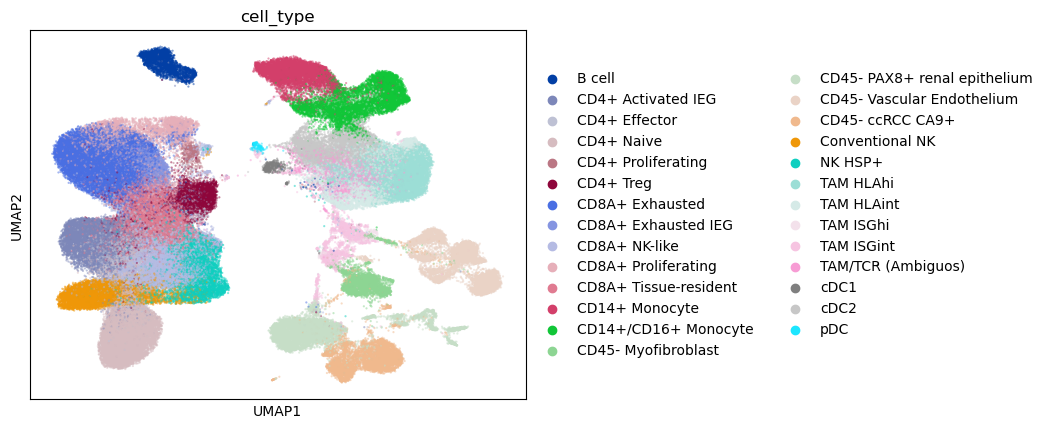 cell_type
UMAP2
UMAP1
B cell
CD4+ Activated IEG
CD4+ Effector
CD4+ Naive
CD4+ Proliferating
CD4+ Treg
CD8A+ Exhausted
CD8A+ Exhausted IEG
CD8A+ NK-like
CD8A+ Proliferating
CD8A+ Tissue-resident
CD14+ Monocyte
CD14+/CD16+ Monocyte
CD45- Myofibroblast
CD45- PAX8+ renal epithelium
CD45- Vascular Endothelium
CD45- ccRCC CA9+
Conventional NK
NK HSP+
TAM HLAhi
TAM HLAint
TAM ISGhi
TAM ISGint
TAM/TCR (Ambiguos)
cDC1
cDC2
pDC